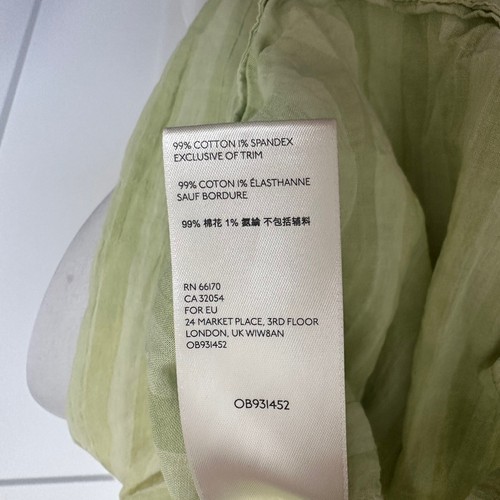 99% COTTON 1% SPANDEX
EXCLUSIVE OF TRIM
99% COTON 1% ÉLASTHANNE
SAUF BORDURE
99% 棉花 1% 氨綸 不包括辅料
RN 66170
CA 32054
FOR EU
24 MARKET PLACE, 3RD FLOOR
LONDON, UK W1W8AN
OB931452
OB931452